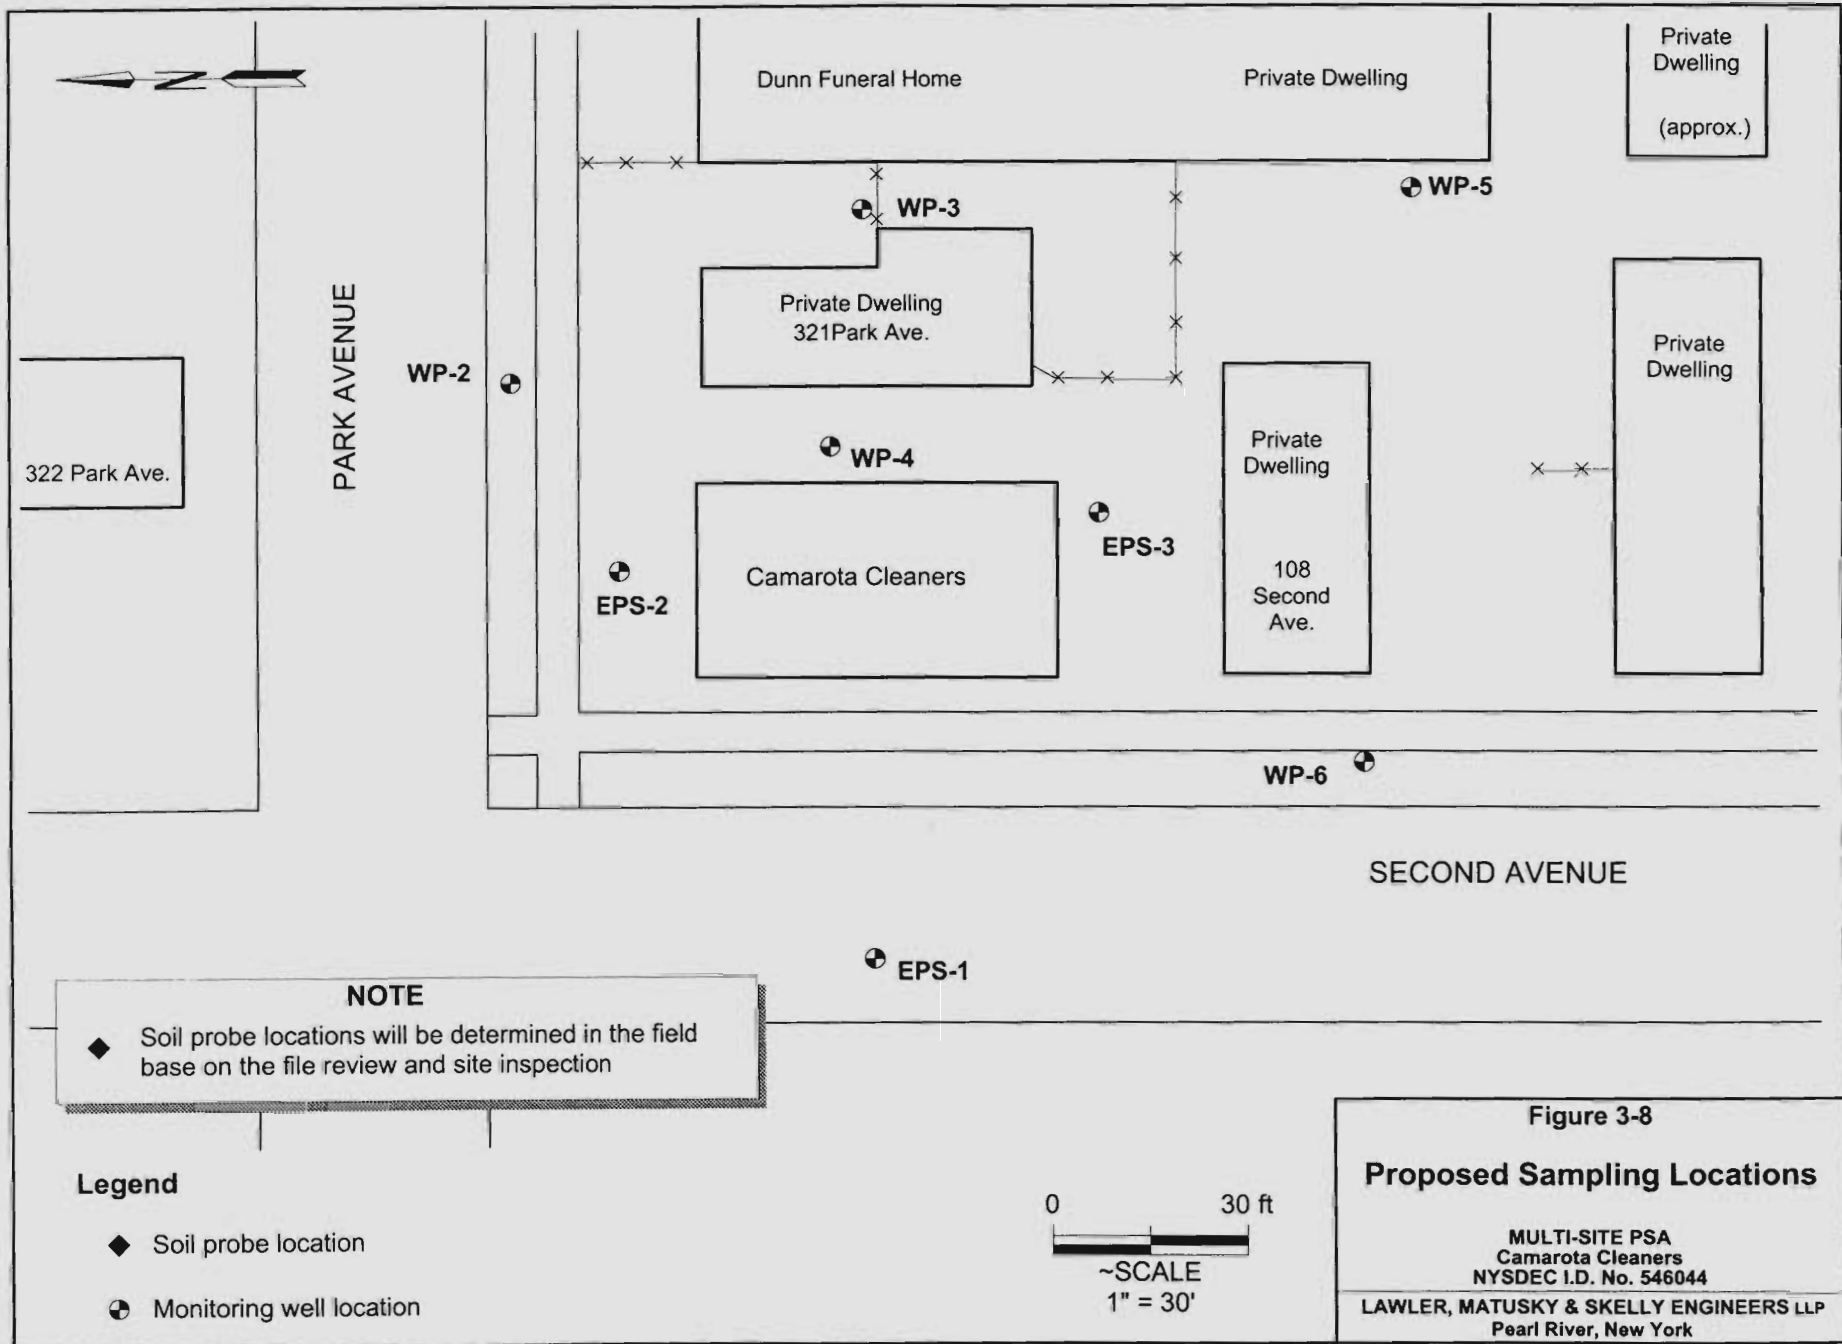 Dunn Funeral Home
Private Dwelling
Private
Dwelling
(approx.)
N
WP-5
WP-3
Private Dwelling
321Park Ave.
PARK AVENUE
WP-2
322 Park Ave.
WP-4
Private
Dwelling
108
Second
Ave.
Private
Dwelling
EPS-3
EPS-2
Camarota Cleaners
WP-6
SECOND AVENUE
EPS-1
NOTE
Soil probe locations will be determined in the field
base on the file review and site inspection
Legend
Soil probe location
Monitoring well location
0 30 ft
~SCALE
1" = 30'
Figure 3-8
Proposed Sampling Locations
MULTI-SITE PSA
Camarota Cleaners
NYSDEC I.D. No. 546044
LAWLER, MATUSKY & SKELLY ENGINEERS LLP
Pearl River, New York